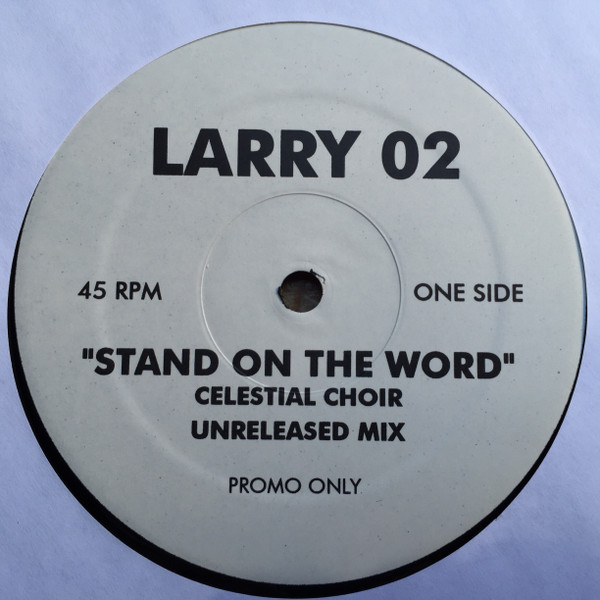 LARRY 02
45 RPM
ONE SIDE
"STAND ON THE WORD"
CELESTIAL CHOIR
UNRELEASED MIX
PROMO ONLY